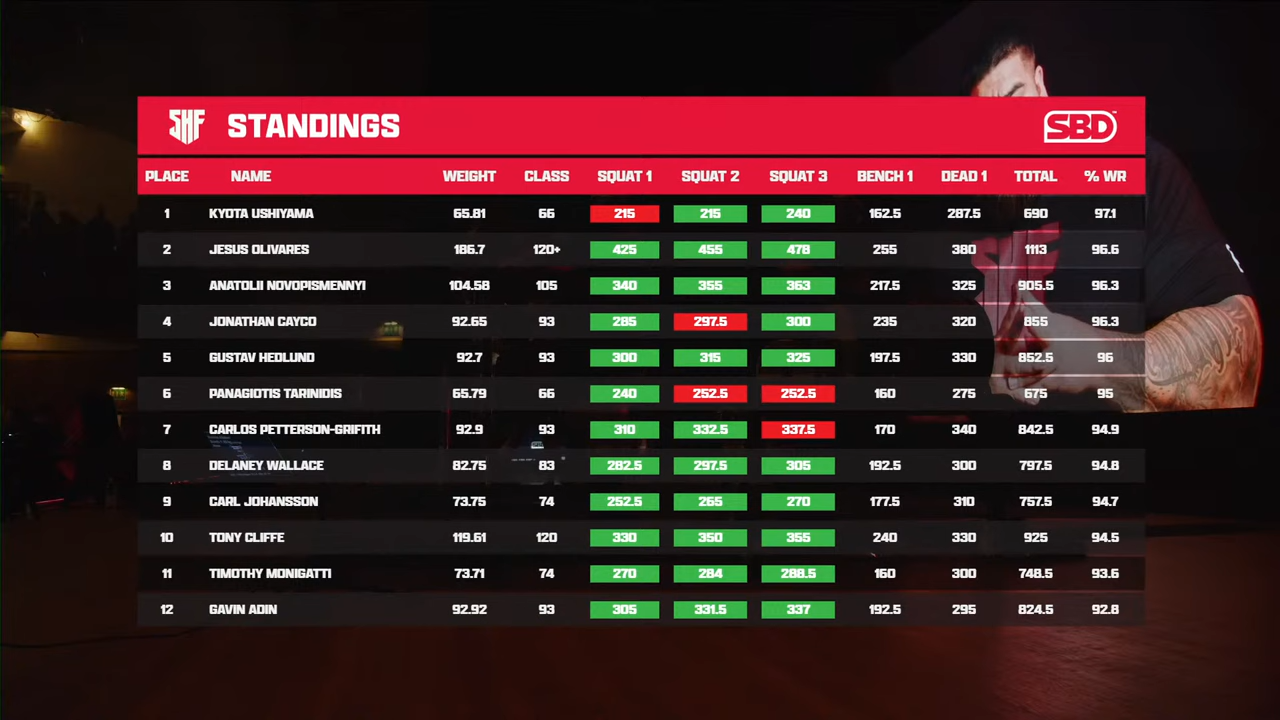 SHF STANDINGS SBD
PLACE NAME WEIGHT CLASS SQUAT 1 SQUAT 2 SQUAT 3 BENCH 1 DEAD 1 TOTAL % WR
1 KYOTA USHIYAMA 65.81 66 215 215 240 162.5 287.5 690 97.1
2 JESUS OLIVARES 186.7 120+ 425 455 478 255 380 1113 96.6
3 ANATOLII NOVOPISMENNYI 104.58 105 340 355 363 217.5 325 905.5 96.3
4 JONATHAN CAYCO 92.65 93 285 297.5 300 235 320 855 96.3
5 GUSTAV HEDLUND 92.7 93 300 315 325 197.5 330 852.5 96
6 PANAGIOTIS TARINIDIS 65.79 66 240 252.5 252.5 160 275 675 95
7 CARLOS PETTERSON-GRIFITH 92.9 93 310 332.5 337.5 170 340 842.5 94.9
8 DELANEY WALLACE 82.75 83 282.5 297.5 305 192.5 300 797.5 94.8
9 CARL JOHANSSON 73.75 74 252.5 265 270 177.5 310 757.5 94.7
10 TONY CLIFFE 119.61 120 330 350 355 240 330 925 94.5
11 TIMOTHY MONIGATTI 73.71 74 270 284 288.5 160 300 748.5 93.6
12 GAVIN ADIN 92.92 93 305 331.5 337 192.5 295 824.5 92.8